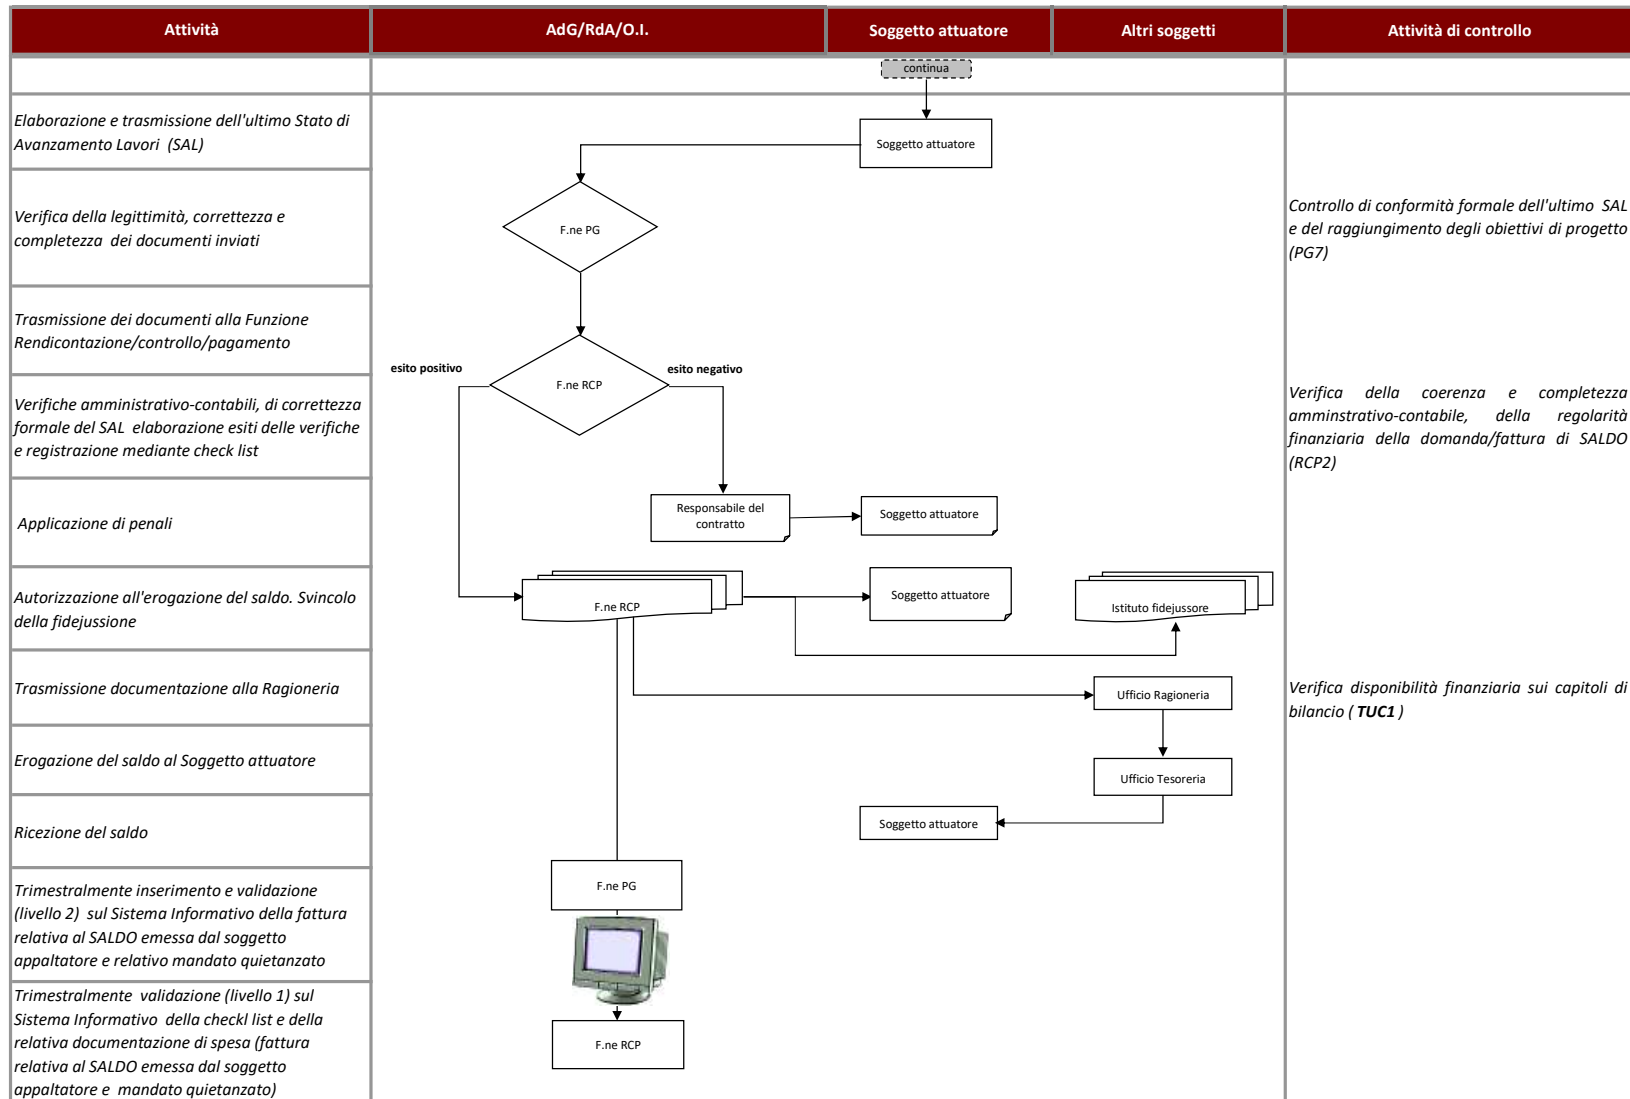 Attività
AdG/RdA/O.I.
Soggetto attuatore
Altri soggetti
Attività di controllo
continua
Elaborazione e trasmissione dell'ultimo Stato di
Avanzamento Lavori (SAL)
Soggetto attuatore
Verifica della legittimità, correttezza e
completezza dei documenti inviati
F.ne PG
Controllo di conformità formale dell'ultimo SAL
e del raggiungimento degli obiettivi di progetto
(PG7)
Trasmissione dei documenti alla Funzione
Rendicontazione/controllo/pagamento
esito positivo
esito negativo
F.ne RCP
Verifiche amministrativo-contabili, di correttezza
formale del SAL elaborazione esiti delle verifiche
e registrazione mediante check list
Verifica della coerenza e completezza
amminstrativo-contabile, della regolarità
finanziaria della domanda/fattura di SALDO
(RCP2)
Applicazione di penali
Responsabile del
contratto
Soggetto attuatore
Autorizzazione all'erogazione del saldo. Svincolo
della fidejussione
F.ne RCP
Soggetto attuatore
Istituto fidejussore
Trasmissione documentazione alla Ragioneria
Ufficio Ragioneria
Verifica disponibilità finanziaria sui capitoli di
bilancio ( TUC1 )
Erogazione del saldo al Soggetto attuatore
Ufficio Tesoreria
Ricezione del saldo
Soggetto attuatore
Trimestralmente inserimento e validazione
(livello 2) sul Sistema Informativo della fattura
relativa al SALDO emessa dal soggetto
appaltatore e relativo mandato quietanzato
F.ne PG
Trimestralmente validazione (livello 1) sul
Sistema Informativo della checkl list e della
relativa documentazione di spesa (fattura
relativa al SALDO emessa dal soggetto
appaltatore e mandato quietanzato)
F.ne RCP